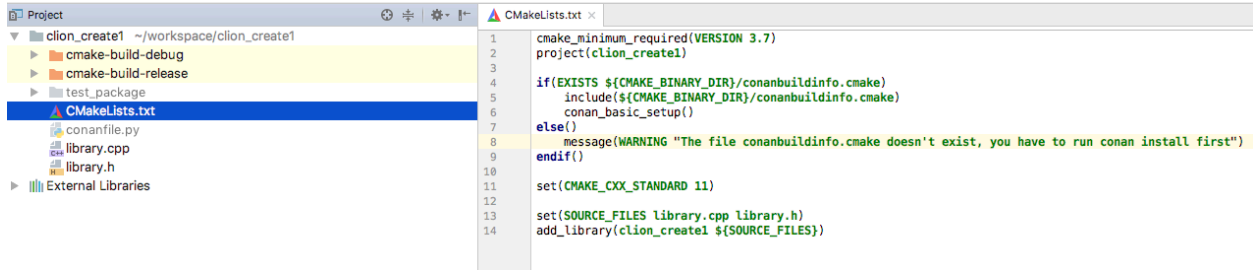 Project
clion_create1 ~/workspace/clion_create1
cmake-build-debug
cmake-build-release
test_package
CMakeLists.txt
conanfile.py
library.cpp
library.h
External Libraries
CMakeLists.txt
1 cmake_minimum_required(VERSION 3.7)
2 project(clion_create1)
3
4 if(EXISTS ${CMAKE_BINARY_DIR}/conanbuildinfo.cmake)
5 include(${CMAKE_BINARY_DIR}/conanbuildinfo.cmake)
6 conan_basic_setup()
7 else()
8 message(WARNING "The file conanbuildinfo.cmake doesn't exist, you have to run conan install first")
9 endif()
10
11 set(CMAKE_CXX_STANDARD 11)
12
13 set(SOURCE_FILES library.cpp library.h)
14 add_library(clion_create1 ${SOURCE_FILES})